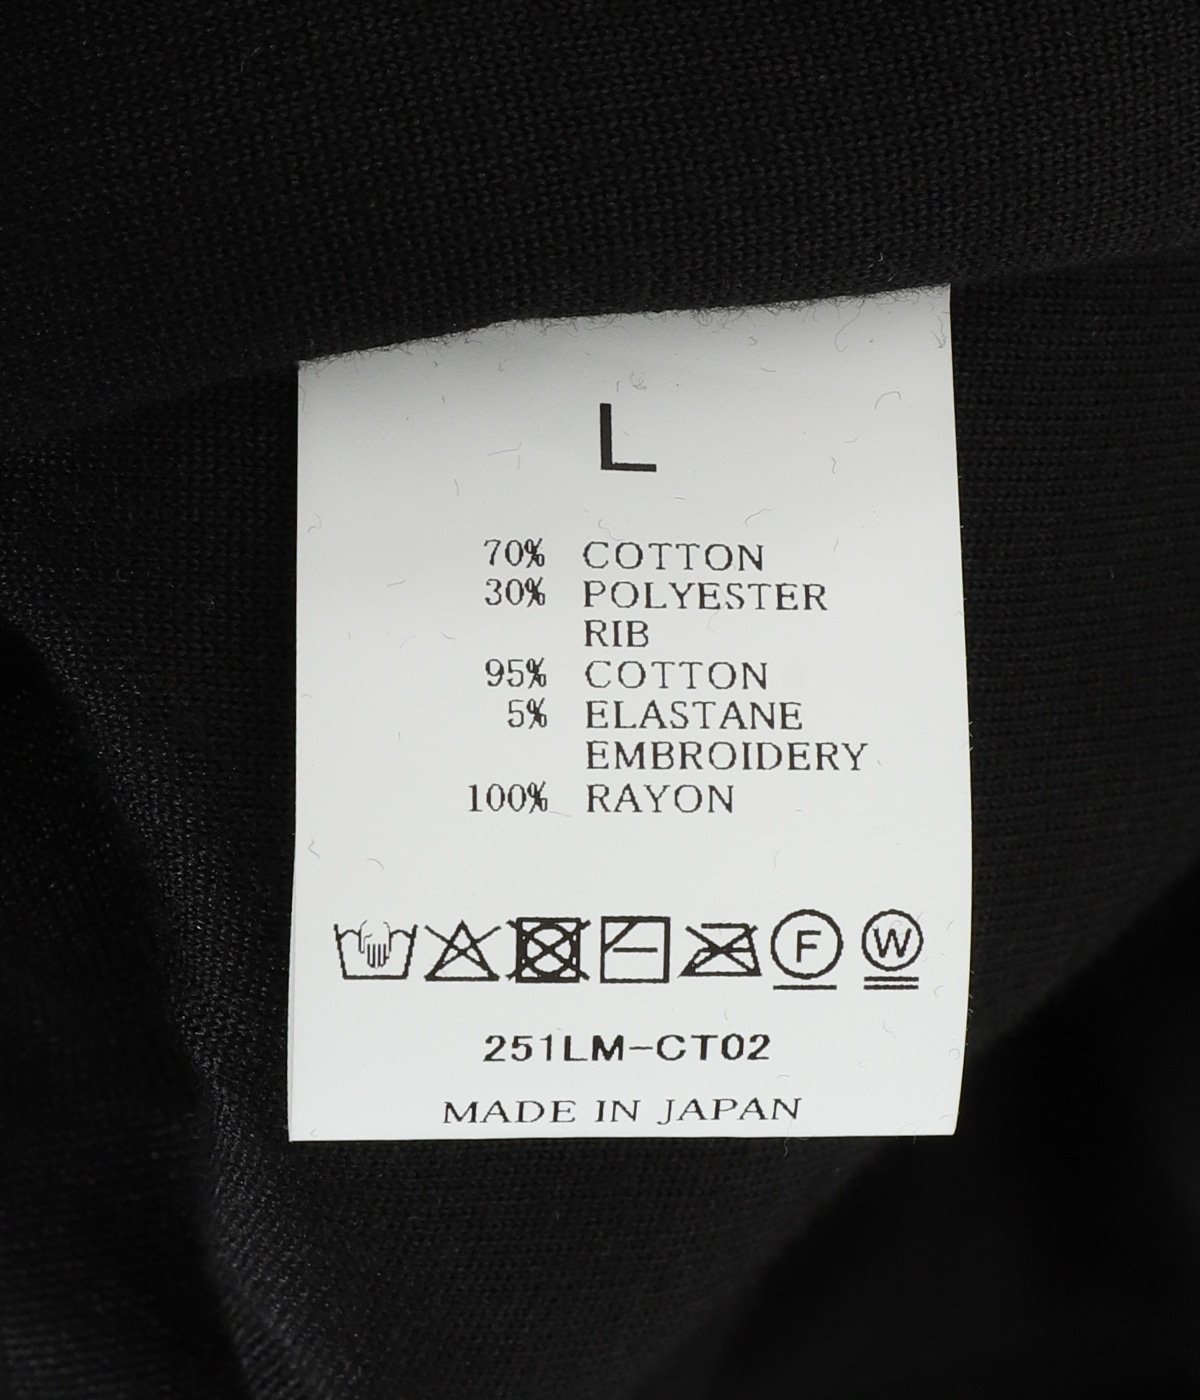 L
70% COTTON
30% POLYESTER
RIB
95% COTTON
5% ELASTANE
EMBROIDERY
100% RAYON
F W
251LM-CT02
MADE IN JAPAN